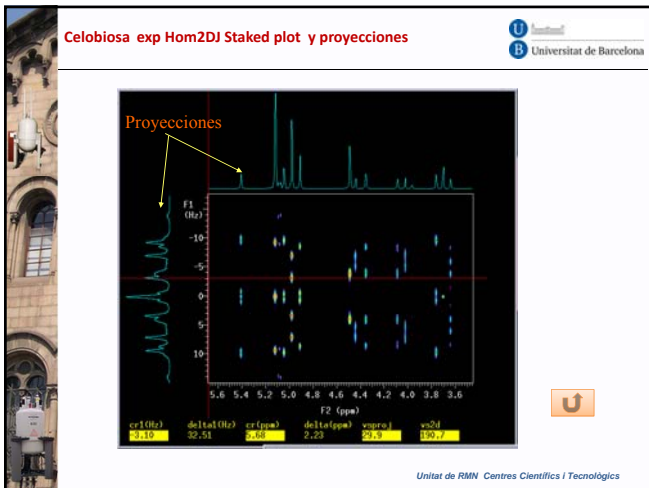 Celobiosa exp Hom2DJ Staked plot y proyecciones
U
B Universitat de Barcelona
Proyecciones
F1
(Hz)
-10
-5
0
5
10
5.6 5.4 5.2 5.0 4.8 4.6 4.4 4.2 4.0 3.8 3.6
F2 (ppm)
cr1(Hz) delta1(Hz) cr(ppm) delta(ppm) vsproj vs2d
-3.10 32.51 5.68 2.23 29.9 190.7
Unitat de RMN Centres Científics i Tecnològics